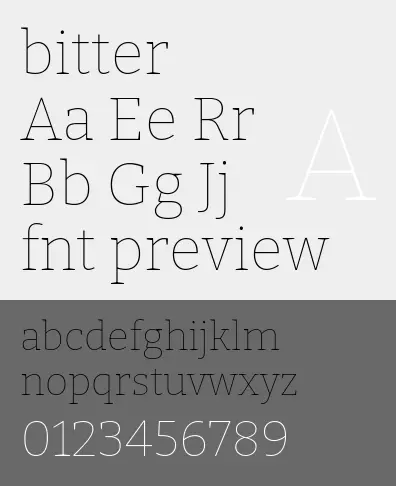 bitter
Aa Ee Rr
A
Bb Gg Jj
fnt preview
abcdefghijklm
nopqrstuvwxyz
0123456789